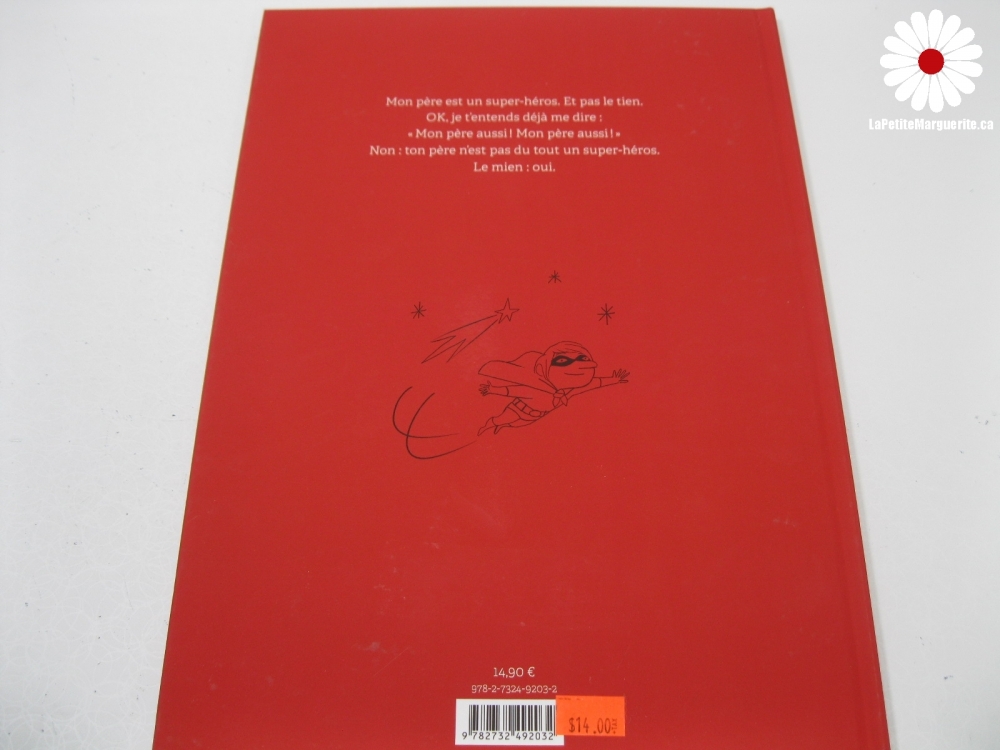 LaPetiteMarguerite.ca
Mon père est un super-héros. Et pas le tien.
OK, je t'entends déjà me dire :
« Mon père aussi ! Mon père aussi ! »
Non : ton père n'est pas du tout un super-héros.
Le mien : oui.
14,90 €
978-2-7324-9203-2
9 782732 492032
$14.00